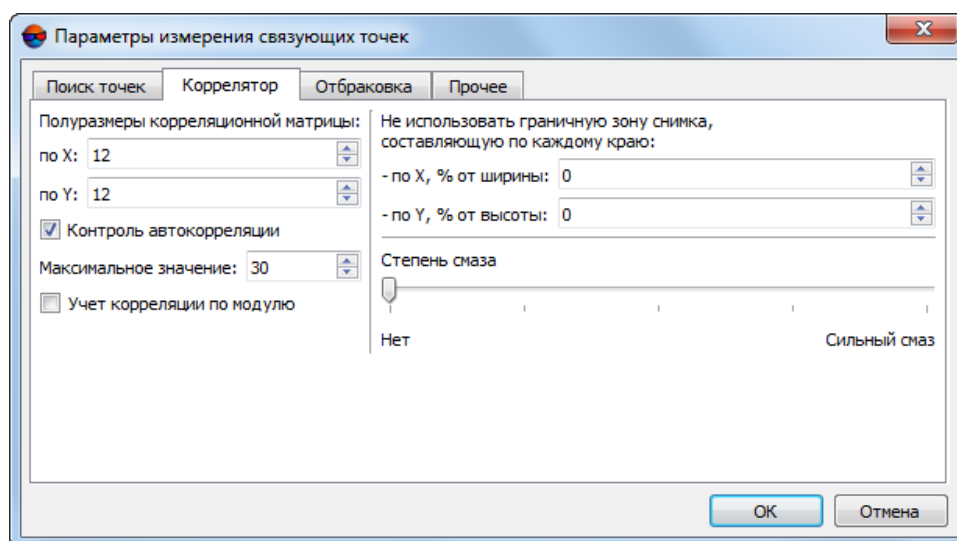 Параметры измерения связующих точек
Поиск точек Коррелятор Отбраковка Прочее
Полуразмеры корреляционной матрицы:
по X: 12
по Y: 12
Контроль автокорреляции
Максимальное значение: 30
Учет корреляции по модулю
Не использовать граничную зону снимка,
составляющую по каждому краю:
- по X, % от ширины: 0
- по Y, % от высоты: 0
Степень смаза
Нет Сильный смаз
OK Отмена